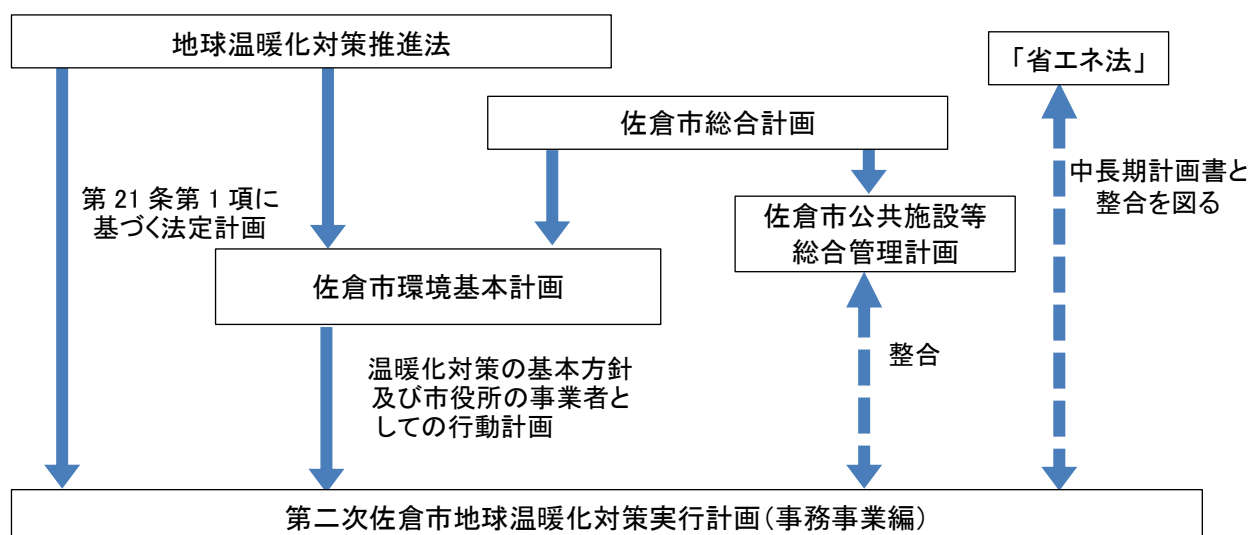 地球温暖化対策推進法
「省エネ法」
佐倉市総合計画
第 21 条第 1 項に
基づく法定計画
中長期計画書と
整合を図る
佐倉市公共施設等
総合管理計画
佐倉市環境基本計画
整合
温暖化対策の基本方針
及び市役所の事業者と
しての行動計画
第二次佐倉市地球温暖化対策実行計画(事務事業編)